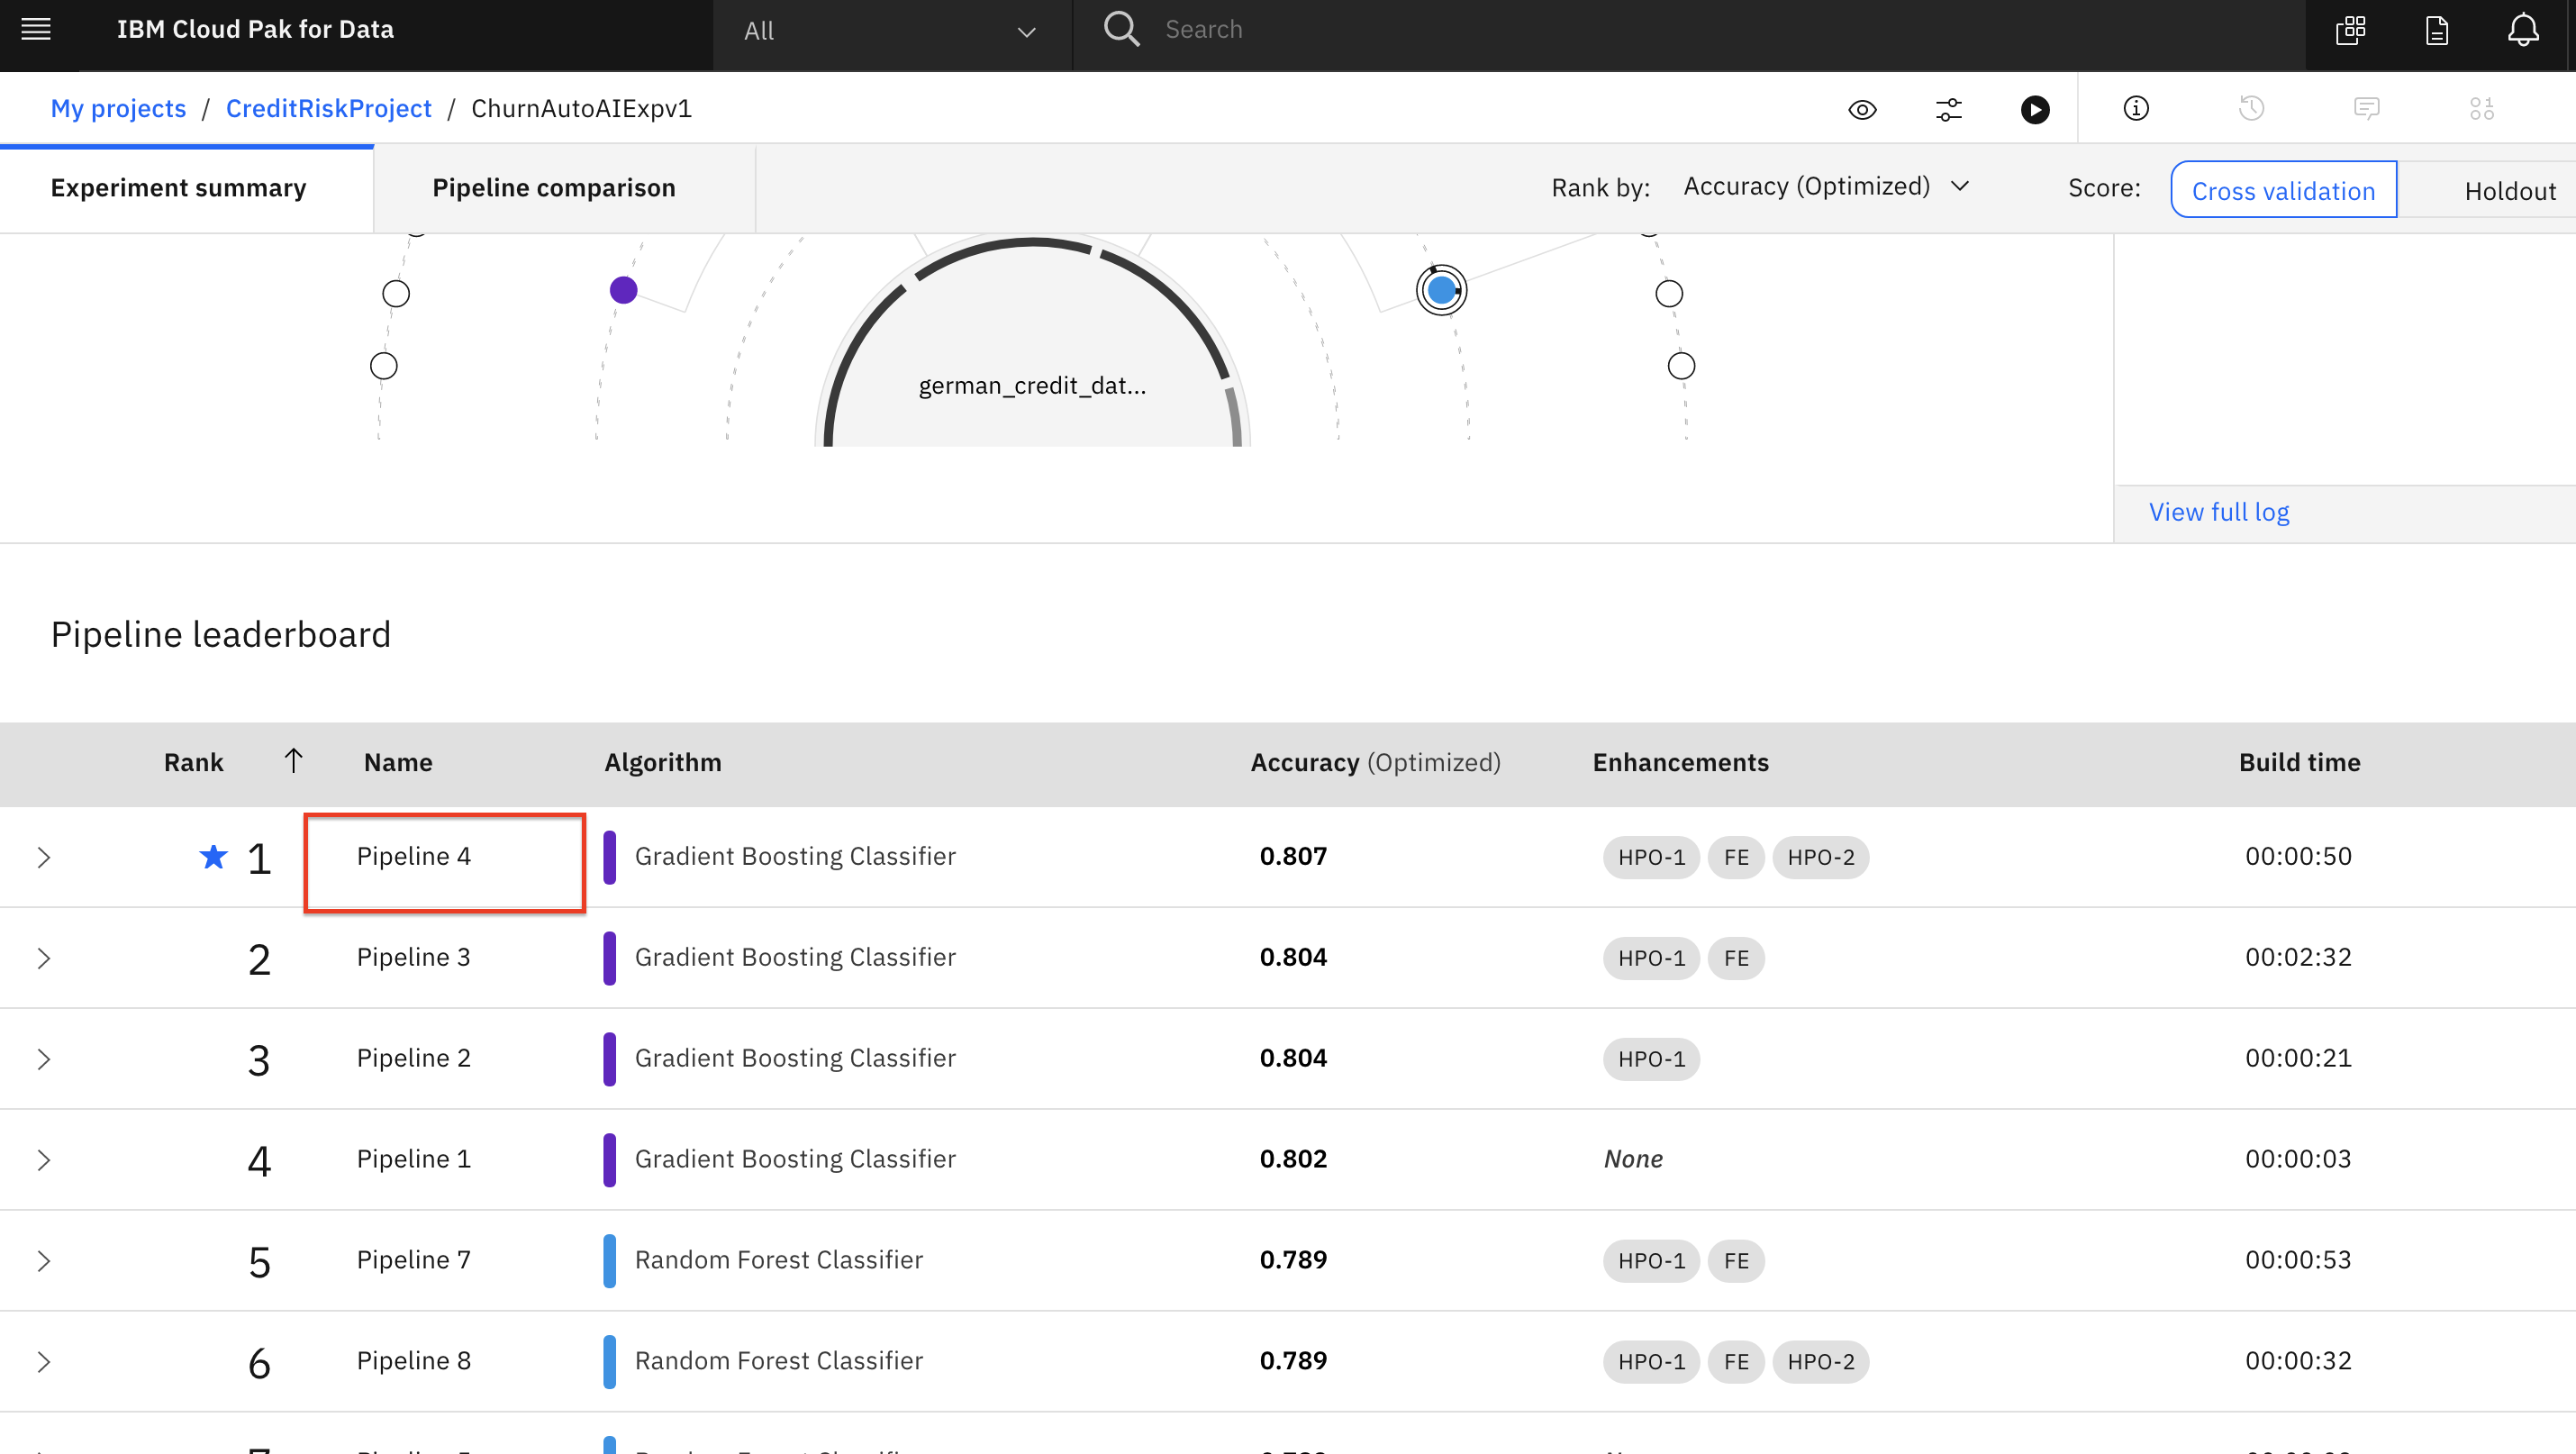 IBM Cloud Pak for Data All Search
My projects / CreditRiskProject / ChurnAutoAIExpv1
Experiment summary Pipeline comparison Rank by: Accuracy (Optimized) Score: Cross validation Holdout
german_credit_dat...
View full log
Pipeline leaderboard
Rank Name Algorithm Accuracy (Optimized) Enhancements Build time
1 Pipeline 4 Gradient Boosting Classifier 0.807 HPO-1 FE HPO-2 00:00:50
2 Pipeline 3 Gradient Boosting Classifier 0.804 HPO-1 FE 00:02:32
3 Pipeline 2 Gradient Boosting Classifier 0.804 HPO-1 00:00:21
4 Pipeline 1 Gradient Boosting Classifier 0.802 None 00:00:03
5 Pipeline 7 Random Forest Classifier 0.789 HPO-1 FE 00:00:53
6 Pipeline 8 Random Forest Classifier 0.789 HPO-1 FE HPO-2 00:00:32